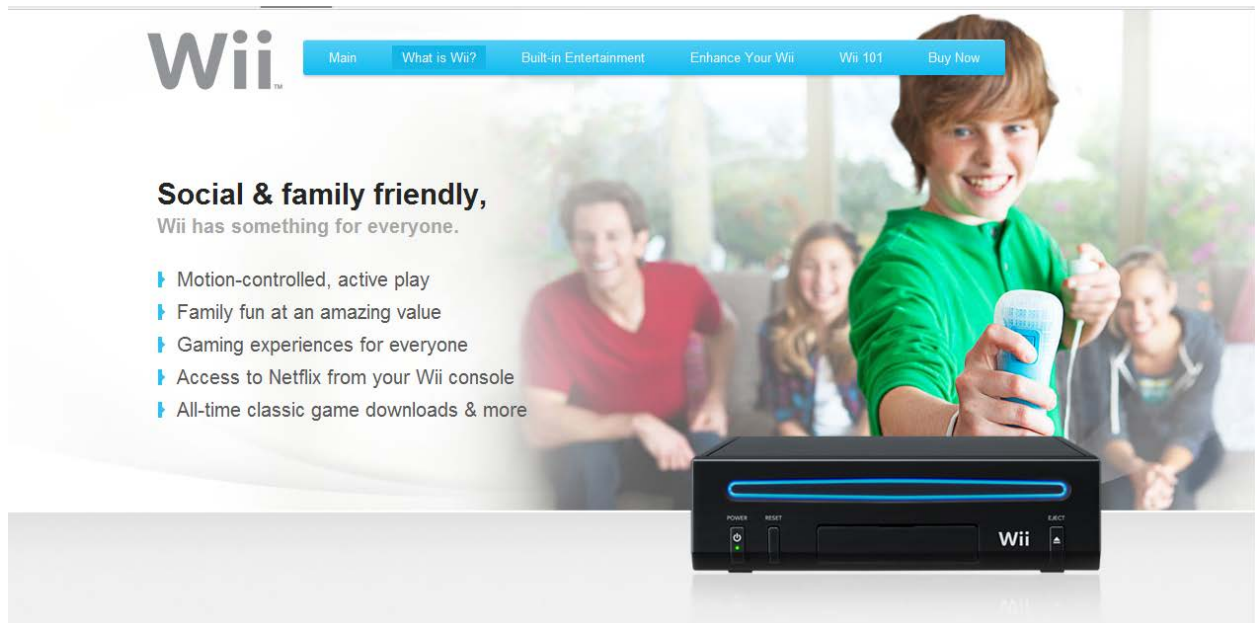 Wii™
Main What is Wii? Built-in Entertainment Enhance Your Wii Wii 101 Buy Now
Social & family friendly,
Wii has something for everyone.
Motion-controlled, active play
Family fun at an amazing value
Gaming experiences for everyone
Access to Netflix from your Wii console
All-time classic game downloads & more
POWER RESET EJECT
Wii